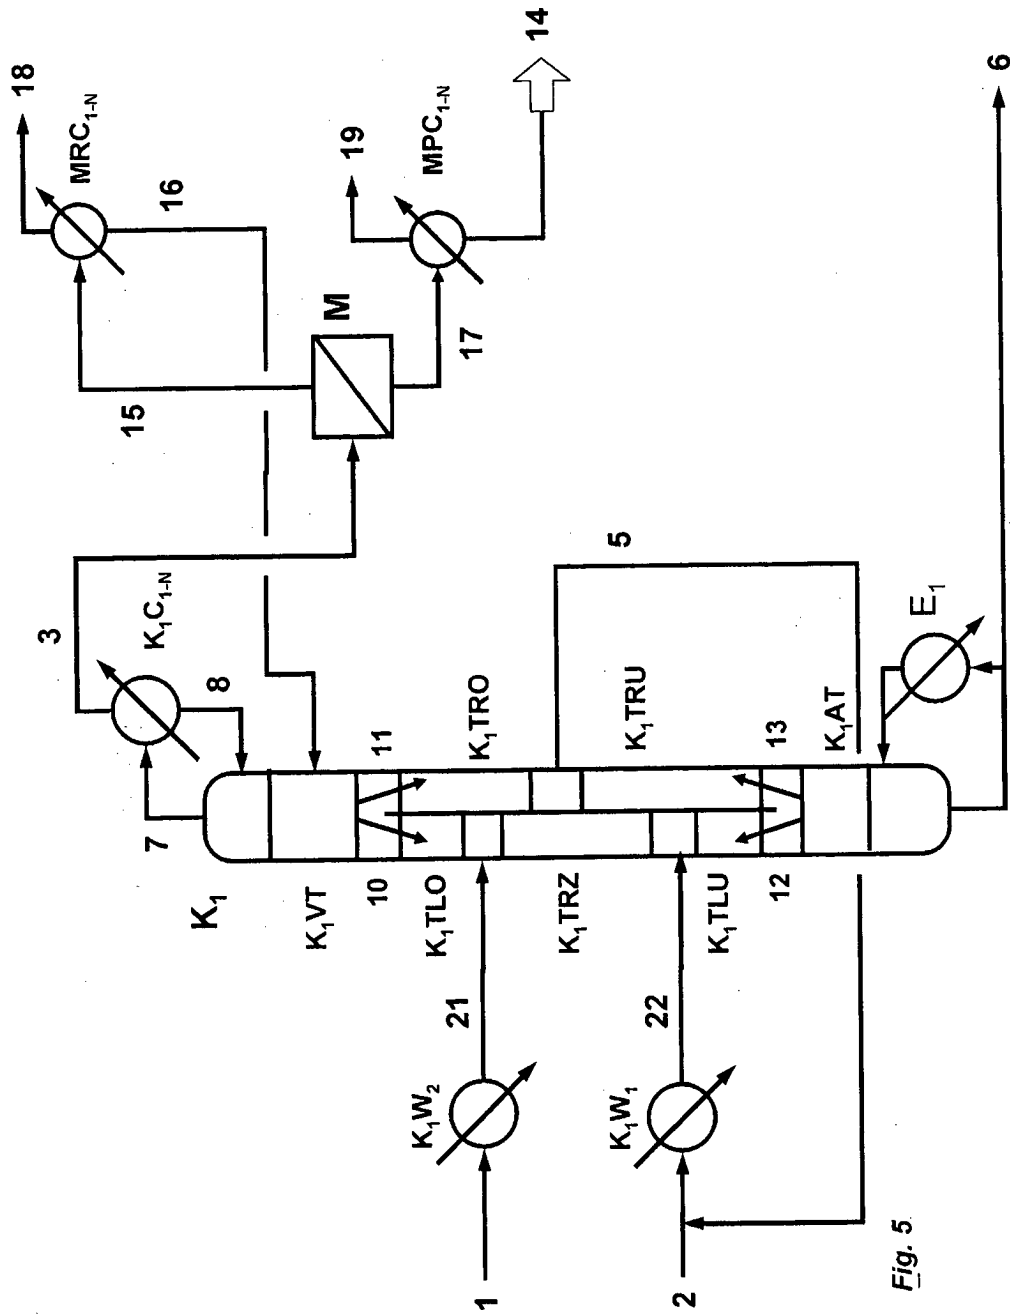 18
MRC₁₋N
16
14
19
MPC₁₋N
M
17
15
6
3
K₁C₁₋N
8
5
7
K₁
K₁VT
10
11
K₁TLO
K₁TRO
K₁TRZ
K₁TRU
K₁TLU
12
13
K₁AT
E₁
21
22
K₁W₂
K₁W₁
1
2
Fig. 5